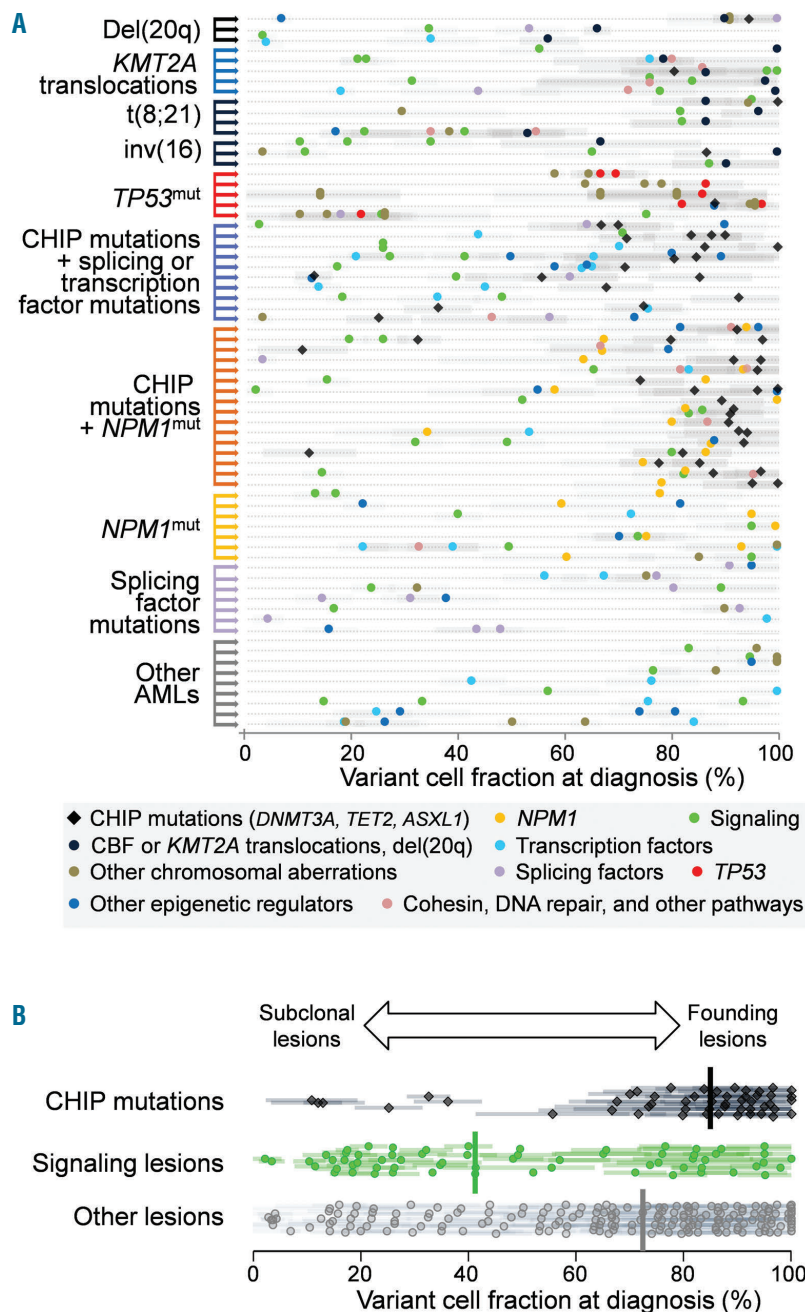 A
Del(20q)
KMT2A
translocations
t(8;21)
inv(16)
TP53mut
CHIP mutations
+ splicing or
transcription
factor mutations
CHIP
mutations
+ NPM1mut
NPM1mut
Splicing
factor
mutations
Other
AMLs
0 20 40 60 80 100
Variant cell fraction at diagnosis (%)
CHIP mutations (DNMT3A, TET2, ASXL1) NPM1 Signaling
CBF or KMT2A translocations, del(20q) Transcription factors
Other chromosomal aberrations Splicing factors TP53
Other epigenetic regulators Cohesin, DNA repair, and other pathways
B
Subclonal
lesions
Founding
lesions
CHIP mutations
Signaling lesions
Other lesions
0 20 40 60 80 100
Variant cell fraction at diagnosis (%)